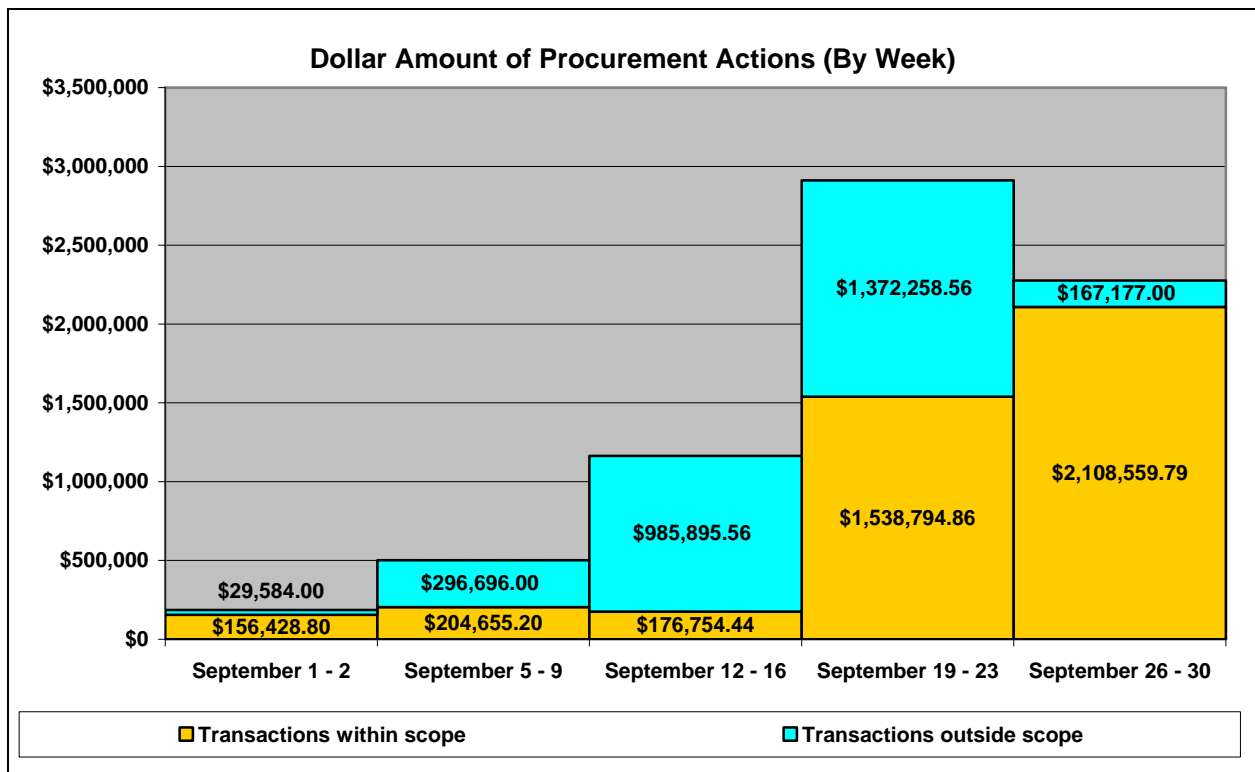 Dollar Amount of Procurement Actions (By Week)
$3,500,000
$3,000,000
$2,500,000
$2,000,000
$1,500,000
$1,000,000
$500,000
$0
$29,584.00
$156,428.80
$296,696.00
$204,655.20
$985,895.56
$176,754.44
$1,372,258.56
$1,538,794.86
$167,177.00
$2,108,559.79
September 1 - 2
September 5 - 9
September 12 - 16
September 19 - 23
September 26 - 30
Transactions within scope
Transactions outside scope